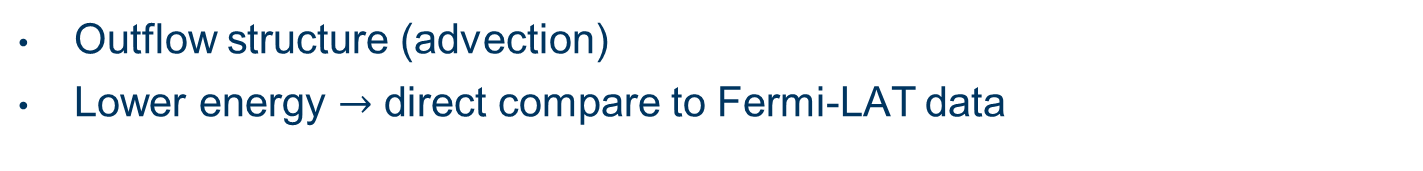 • Outflow structure (advection)
• Lower energy → direct compare to Fermi-LAT data